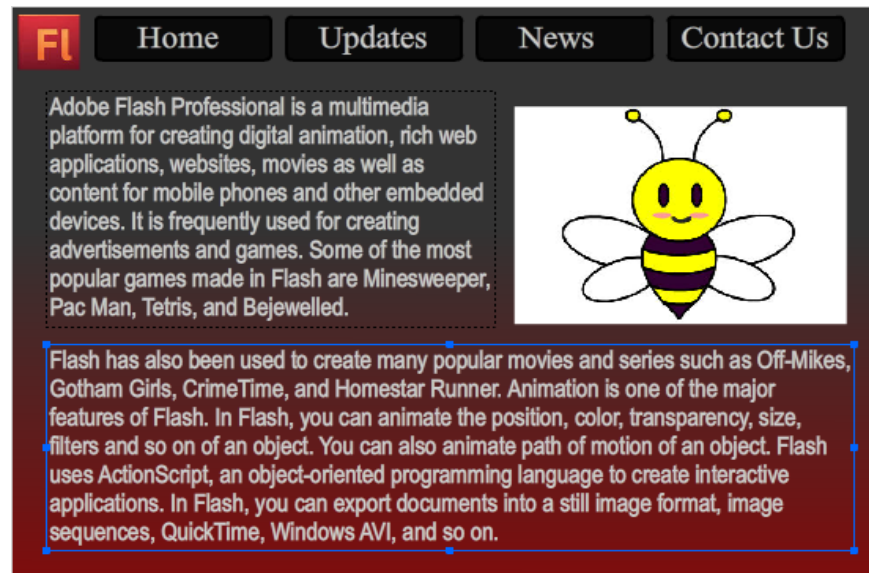 Fl
Home
Updates
News
Contact Us
Adobe Flash Professional is a multimedia
platform for creating digital animation, rich web
applications, websites, movies as well as
content for mobile phones and other embedded
devices. It is frequently used for creating
advertisements and games. Some of the most
popular games made in Flash are Minesweeper,
Pac Man, Tetris, and Bejewelled.
Flash has also been used to create many popular movies and series such as Off-Mikes,
Gotham Girls, CrimeTime, and Homestar Runner. Animation is one of the major
features of Flash. In Flash, you can animate the position, color, transparency, size,
filters and so on of an object. You can also animate path of motion of an object. Flash
uses ActionScript, an object-oriented programming language to create interactive
applications. In Flash, you can export documents into a still image format, image
sequences, QuickTime, Windows AVI, and so on.